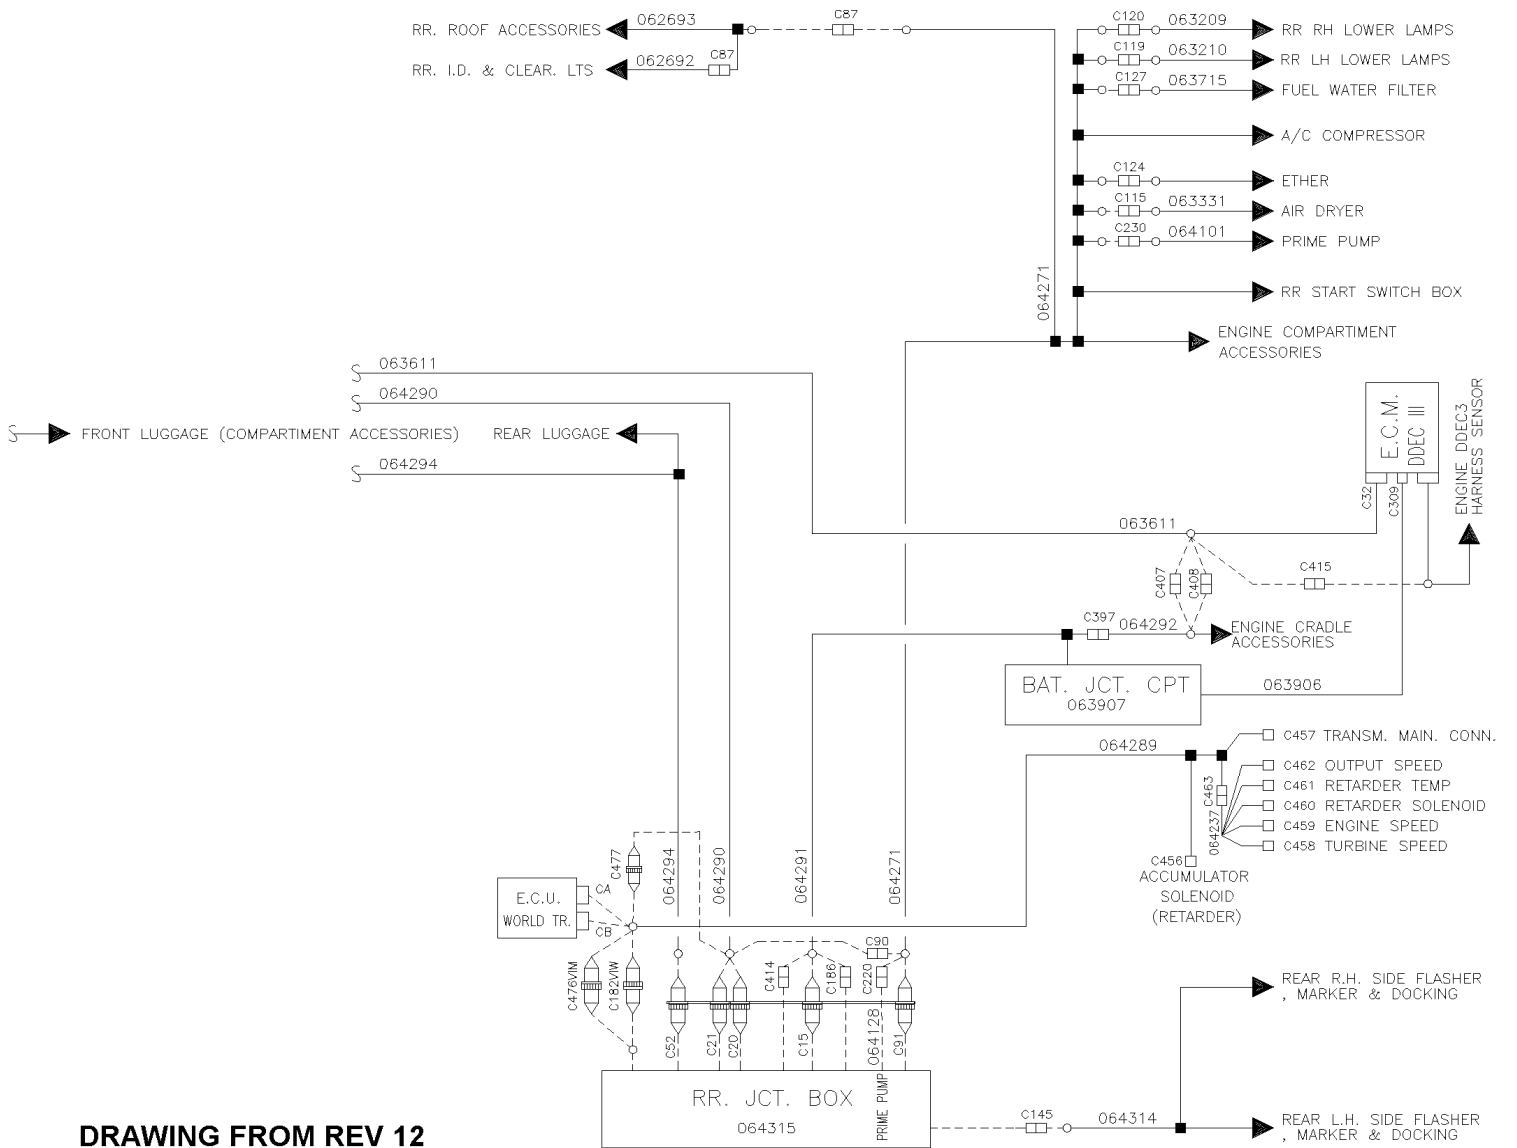 062693
C87
C120
063209
RR. ROOF ACCESSORIES
RR RH LOWER LAMPS
062692
C87
C119
063210
RR. I.D. & CLEAR. LTS
RR LH LOWER LAMPS
C127
063715
FUEL WATER FILTER
A/C COMPRESSOR
C124
ETHER
C115
063331
AIR DRYER
C230
064101
PRIME PUMP
064271
RR START SWITCH BOX
ENGINE COMPARTIMENT
ACCESSORIES
063611
064290
FRONT LUGGAGE (COMPARTIMENT ACCESSORIES)
REAR LUGGAGE
064294
E.C.M.
DDEC III
ENGINE DDEC3
HARNESS SENSOR
C32
C309
063611
C407
C408
C415
C397
064292
ENGINE CRADLE
ACCESSORIES
BAT. JCT. CPT
063907
063906
064289
C457 TRANSM. MAIN. CONN.
C462 OUTPUT SPEED
C463
C461 RETARDER TEMP
C460 RETARDER SOLENOID
064237
C459 ENGINE SPEED
C458 TURBINE SPEED
C456
ACCUMULATOR
SOLENOID
(RETARDER)
C477
064294
064290
064291
064271
E.C.U.
WORLD TR.
CA
CB
C90
C476VIM
C182VIW
C414
C186
C220
C52
C21
C20
C15
064128
C91
REAR R.H. SIDE FLASHER
, MARKER & DOCKING
RR. JCT. BOX
064315
PRIME PUMP
C145
064314
REAR L.H. SIDE FLASHER
, MARKER & DOCKING
DRAWING FROM REV 12